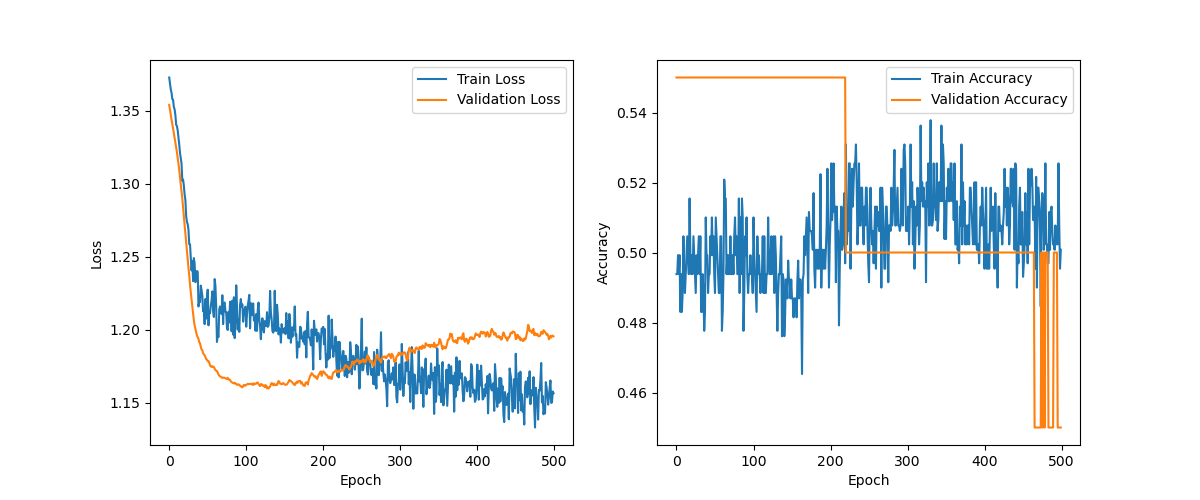 Train Loss
Validation Loss
1.35
1.30
1.25
1.20
1.15
Loss
0 100 200 300 400 500
Epoch
Train Accuracy
Validation Accuracy
0.54
0.52
0.50
0.48
0.46
Accuracy
0 100 200 300 400 500
Epoch